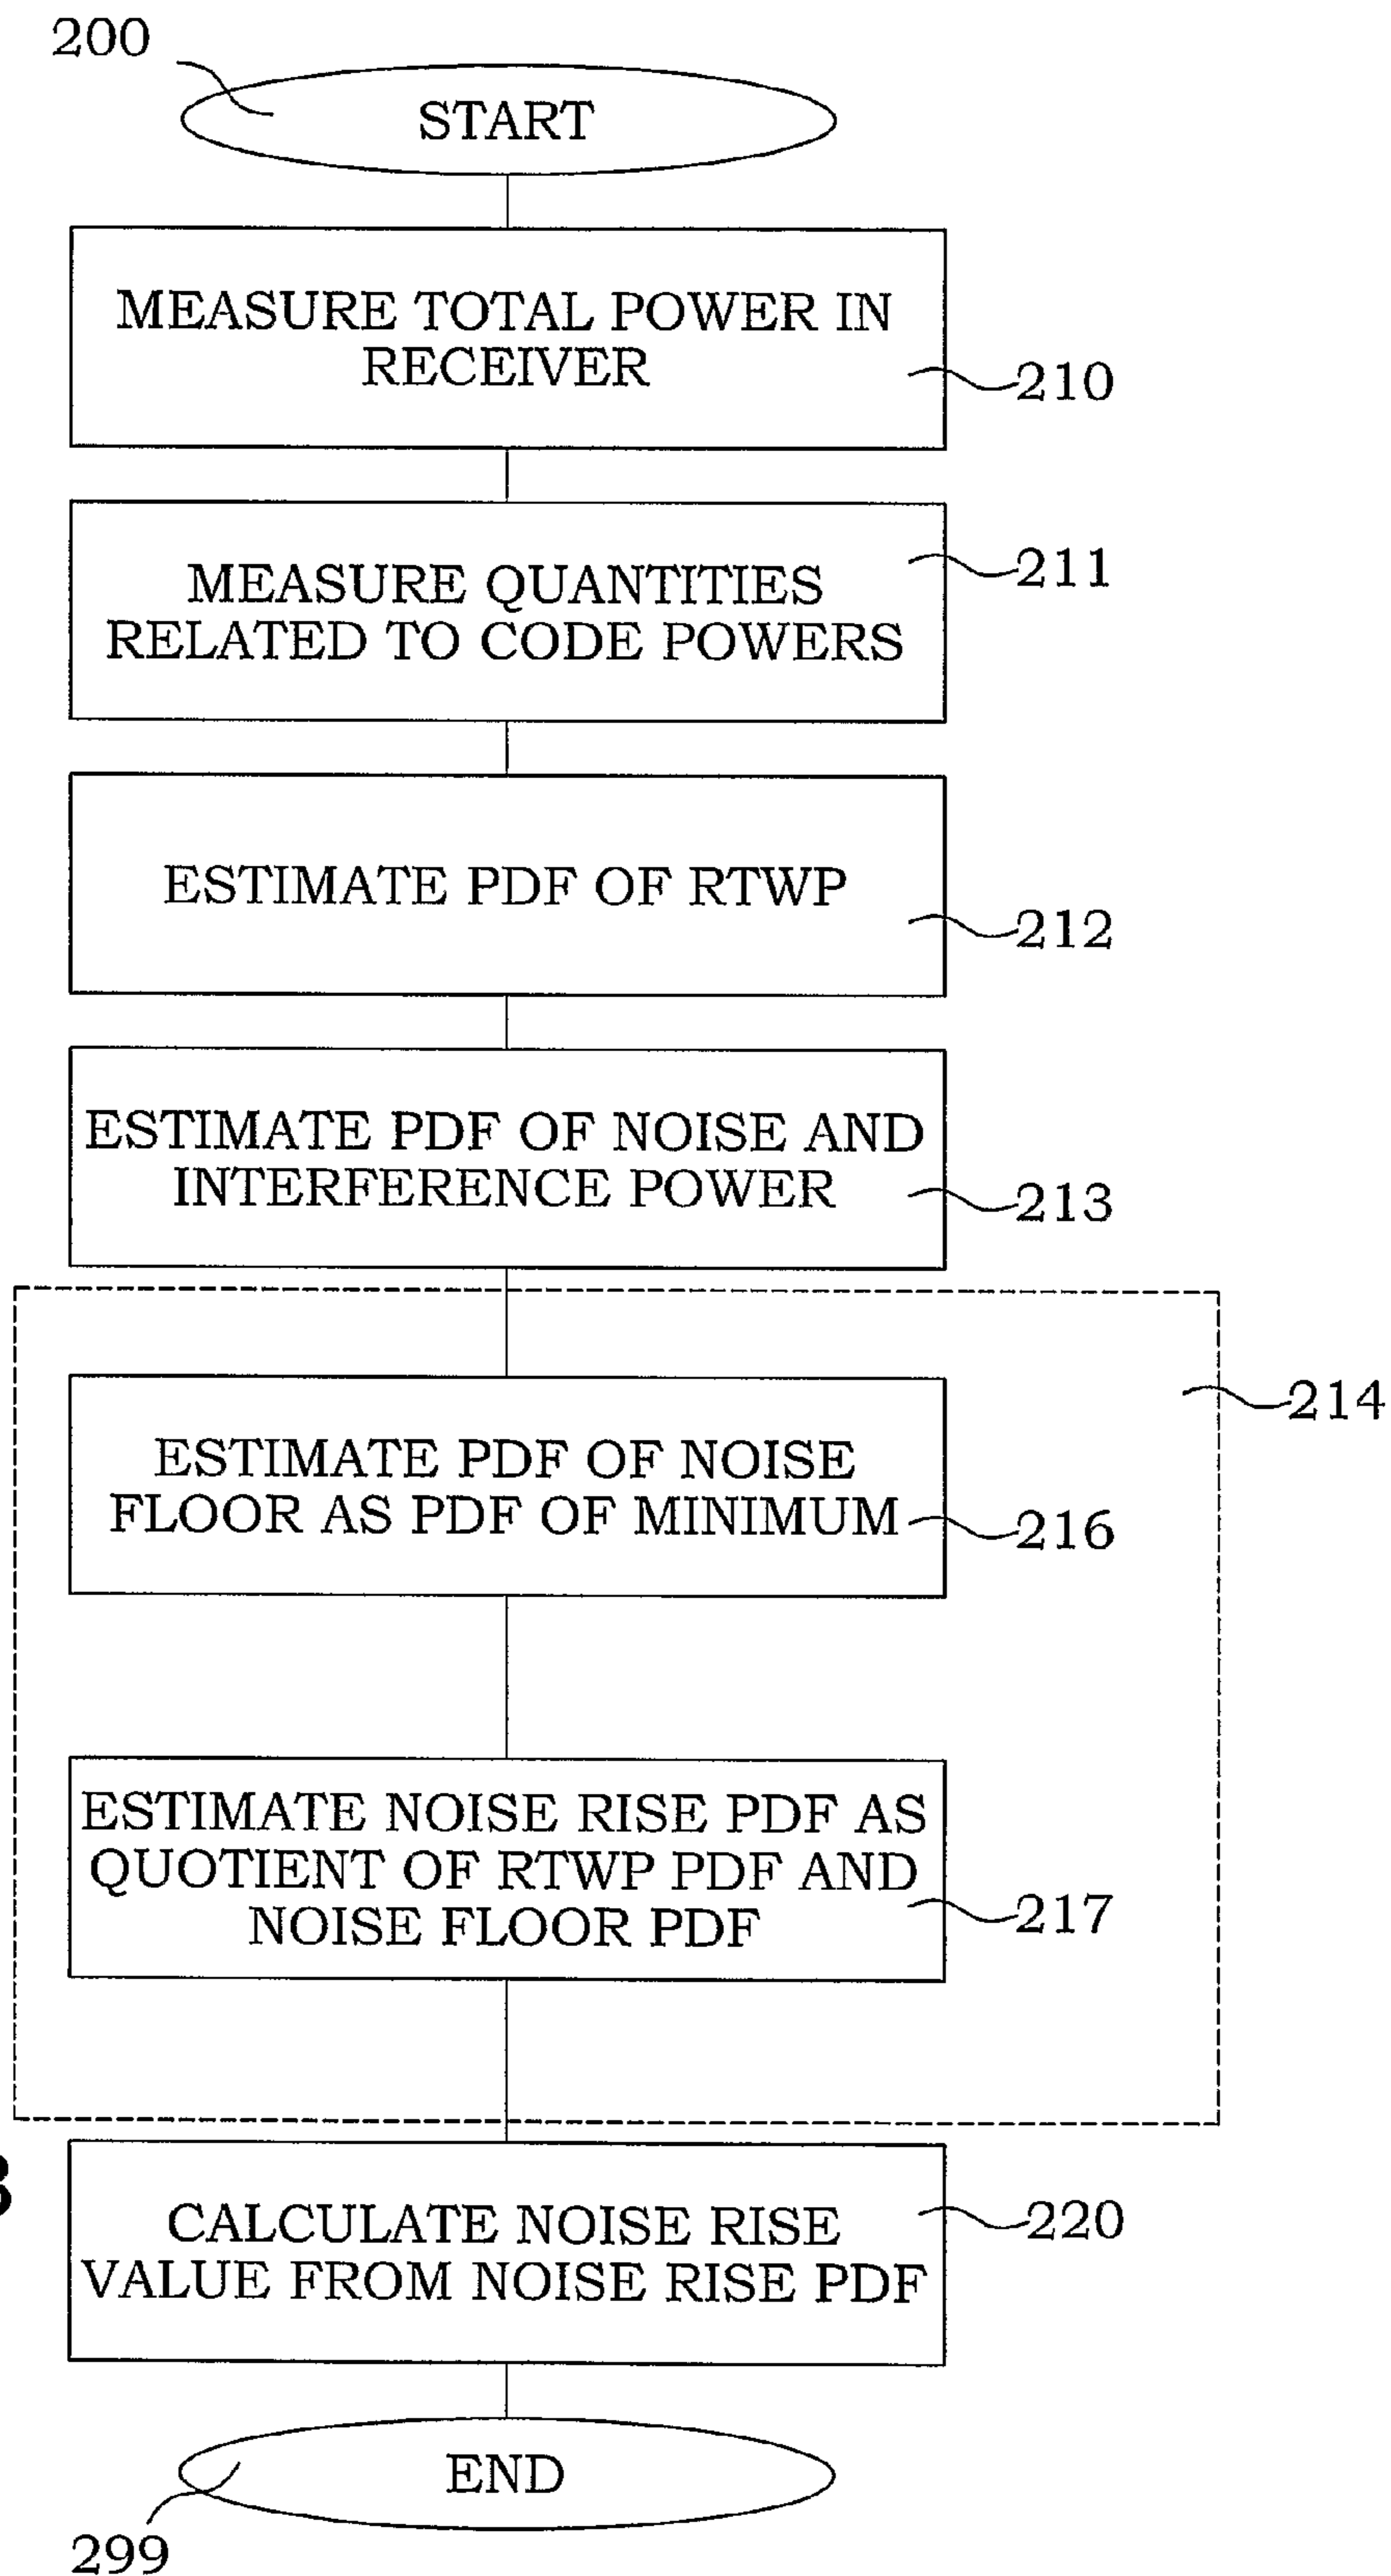 200
START
MEASURE TOTAL POWER IN
RECEIVER
210
211
MEASURE QUANTITIES
RELATED TO CODE POWERS
ESTIMATE PDF OF RTWP
212
ESTIMATE PDF OF NOISE AND
INTERFERENCE POWER
213
214
ESTIMATE PDF OF NOISE
FLOOR AS PDF OF MINIMUM
216
ESTIMATE NOISE RISE PDF AS
QUOTIENT OF RTWP PDF AND
NOISE FLOOR PDF
217
220
CALCULATE NOISE RISE
VALUE FROM NOISE RISE PDF
END
299